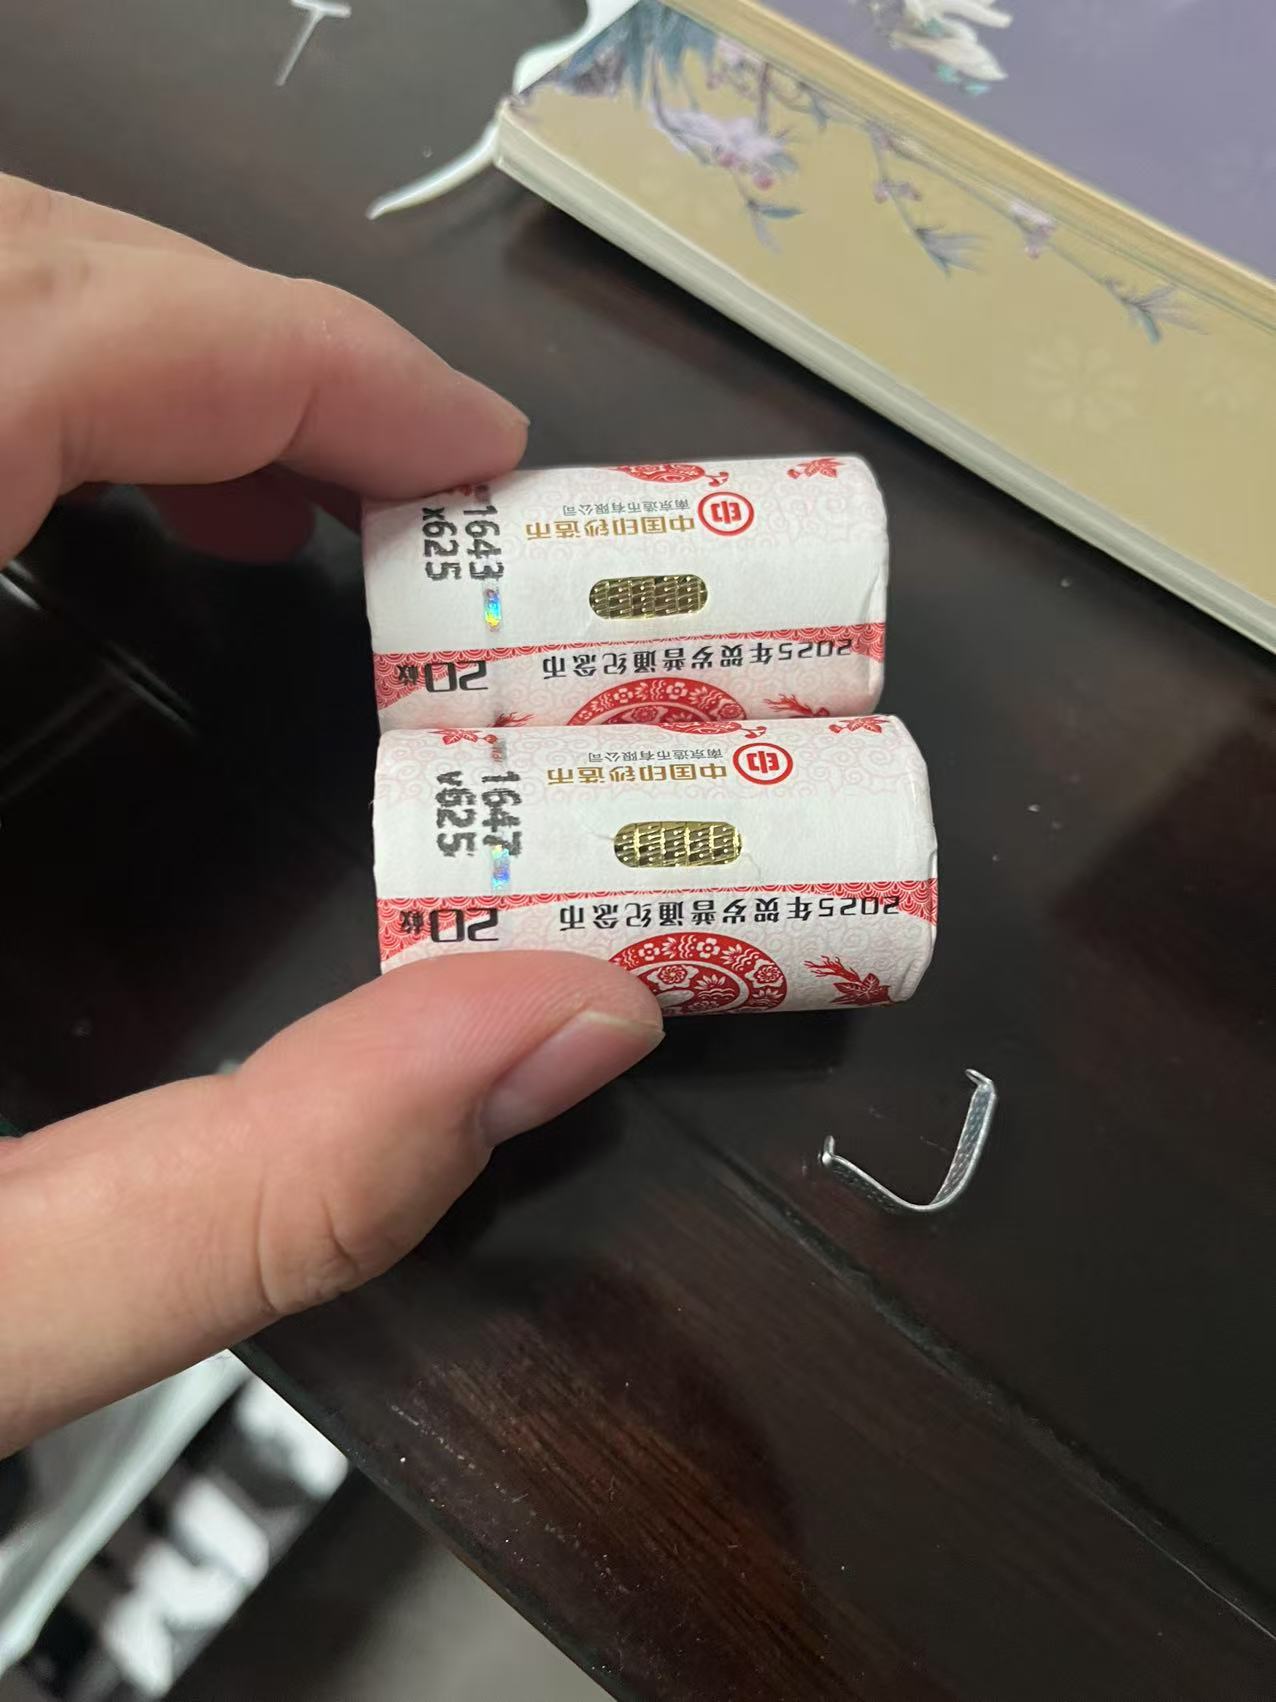 中国印钞造币
南京造币有限公司
1643
x625
2025年贺岁普通纪念币
20枚
中国印钞造币
南京造币有限公司
1647
v625
2025年贺岁普通纪念币
20枚